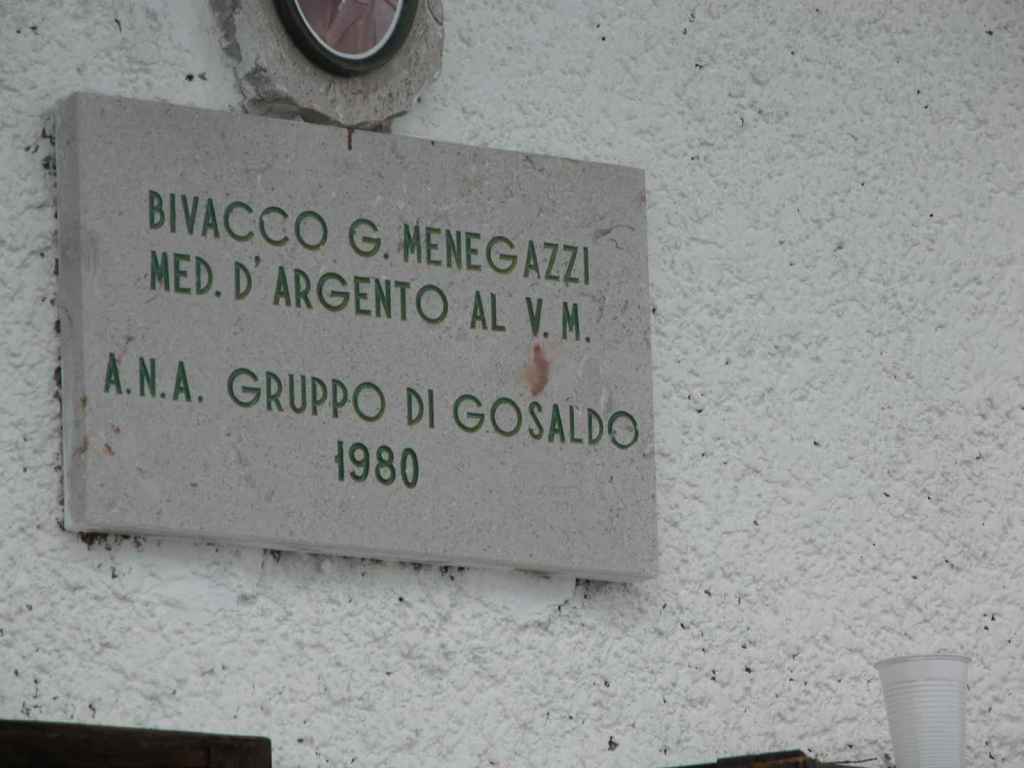 BIVACCO G. MENEGAZZI
MED. D'ARGENTO AL V. M.
A.N.A. GRUPPO DI GOSALDO
1980